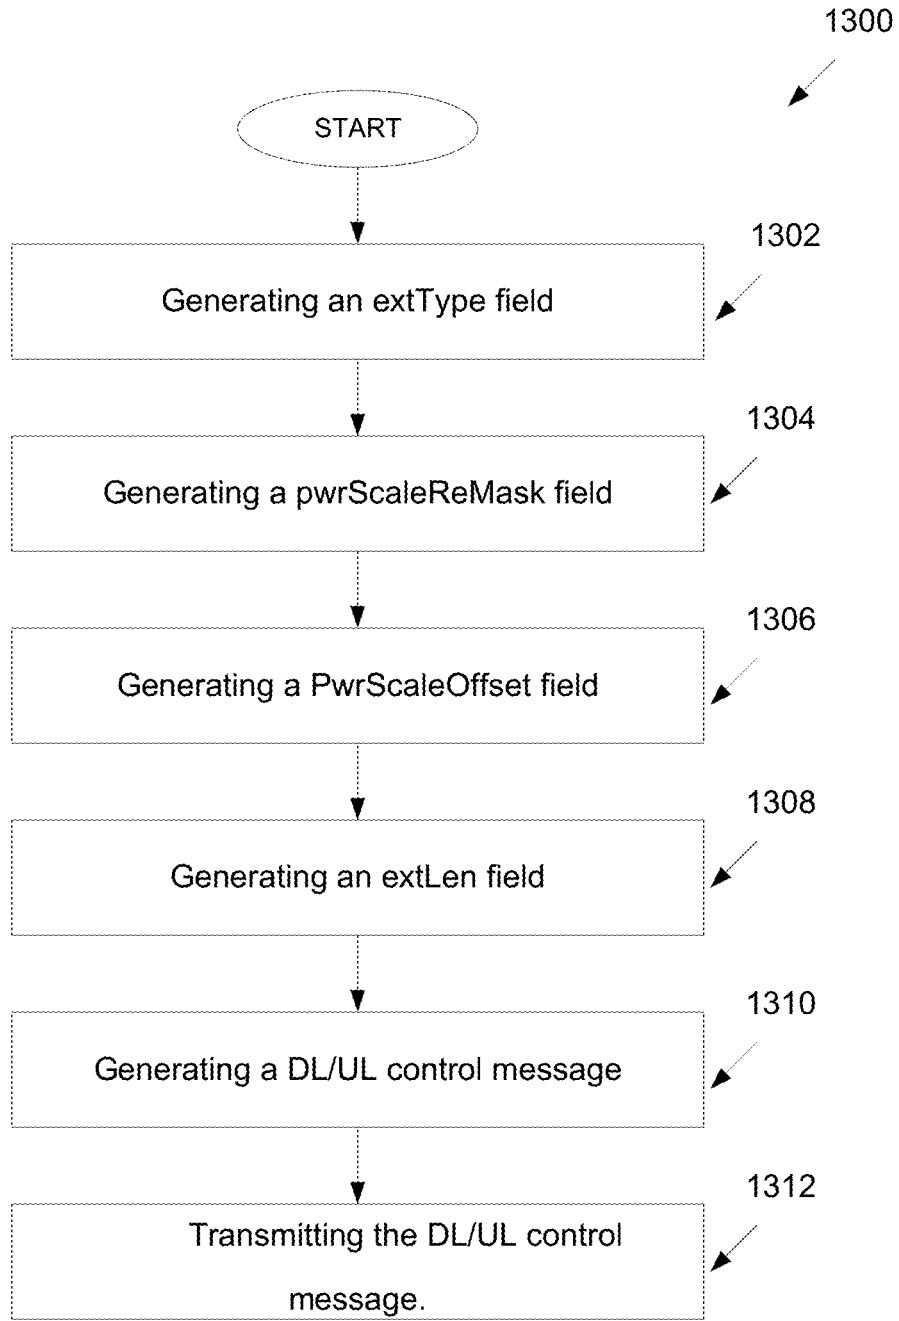 1300
START
1302
Generating an extType field
1304
Generating a pwrScaleReMask field
1306
Generating a PwrScaleOffset field
1308
Generating an extLen field
1310
Generating a DL/UL control message
1312
Transmitting the DL/UL control
message.